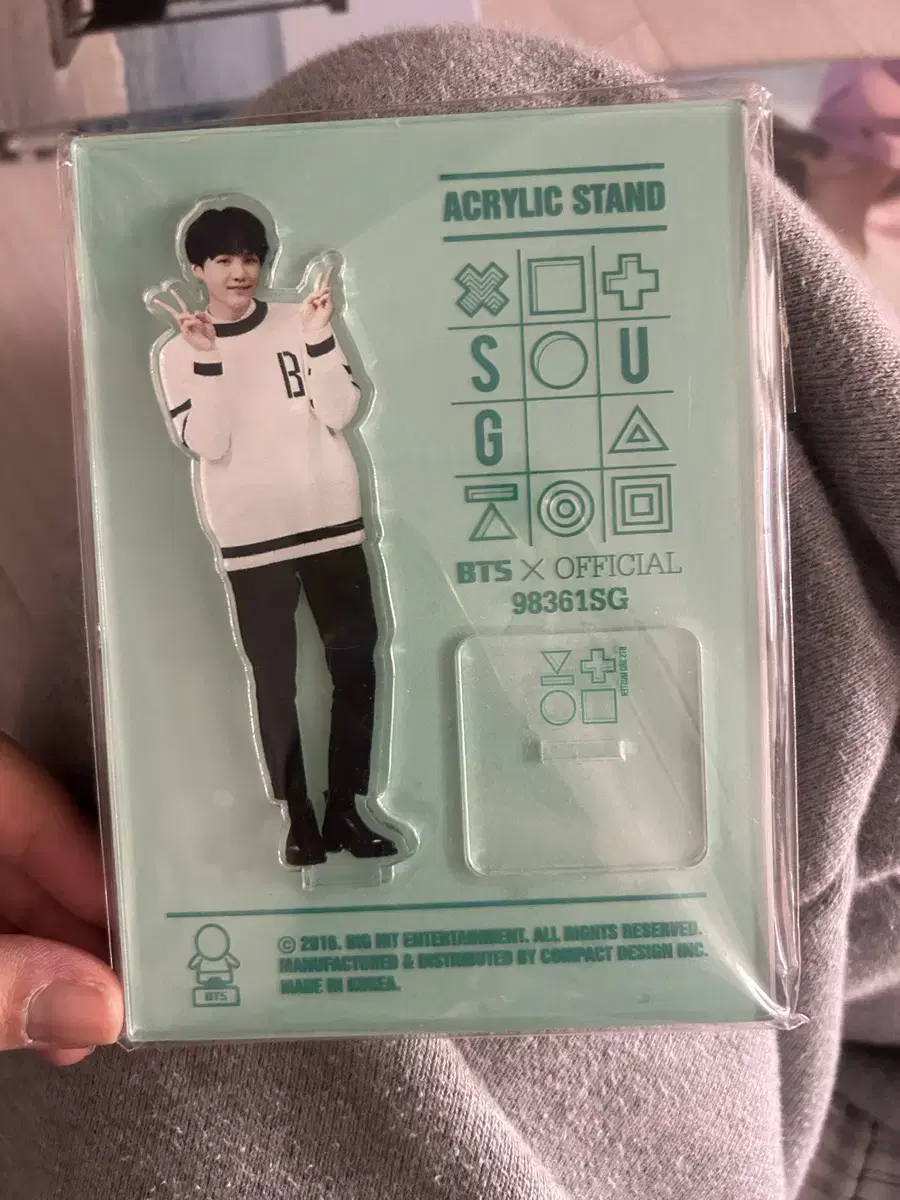 ACRYLIC STAND
S U
G
BTS X OFFICIAL
98361SG
B
© 2016. BIG HIT ENTERTAINMENT. ALL RIGHTS RESERVED.
MANUFACTURED & DISTRIBUTED BY COMPACT DESIGN INC.
MADE IN KOREA.
BTS